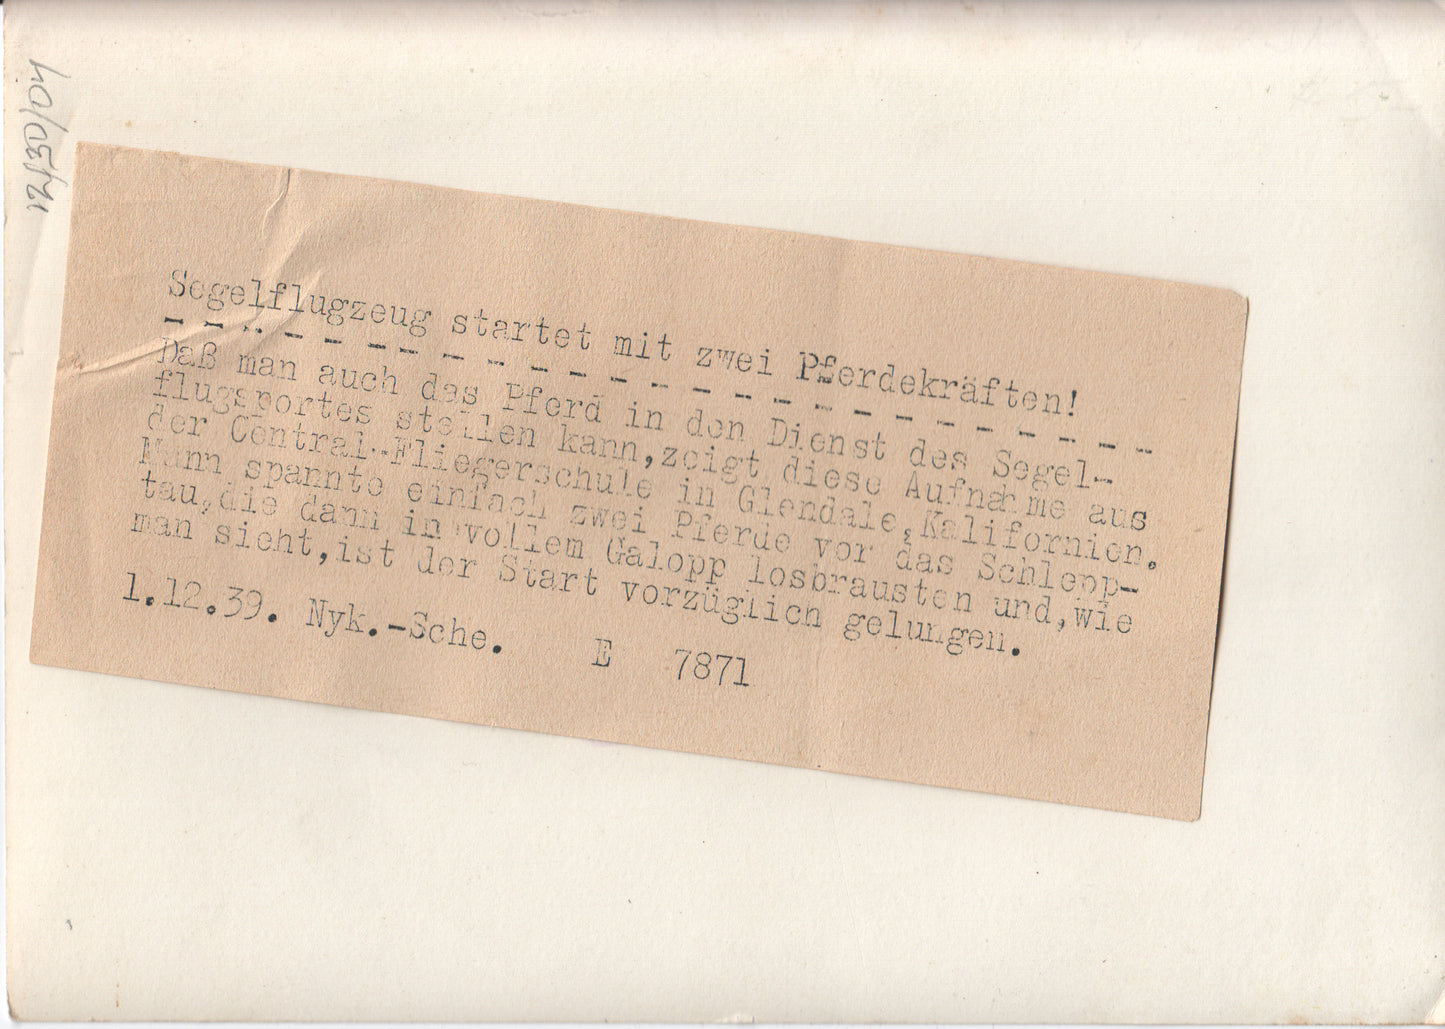 Segelflugzeug startet mit zwei Pferdekräften!
Daß man auch das Pferd in den Dienst des Segel-
flugsportes stellen kann,zeigt diese Aufnahme aus
der Central-Fliegerschule in Glendale,Kalifornien.
Mann spannte einfach zwei Pferde vor das Schlepp-
tau,die dann in vollem Galopp losbrausten und,wie
man sieht,ist der Start vorzüglich gelungen.
1.12.39. Nyk.-Sche. E 7871